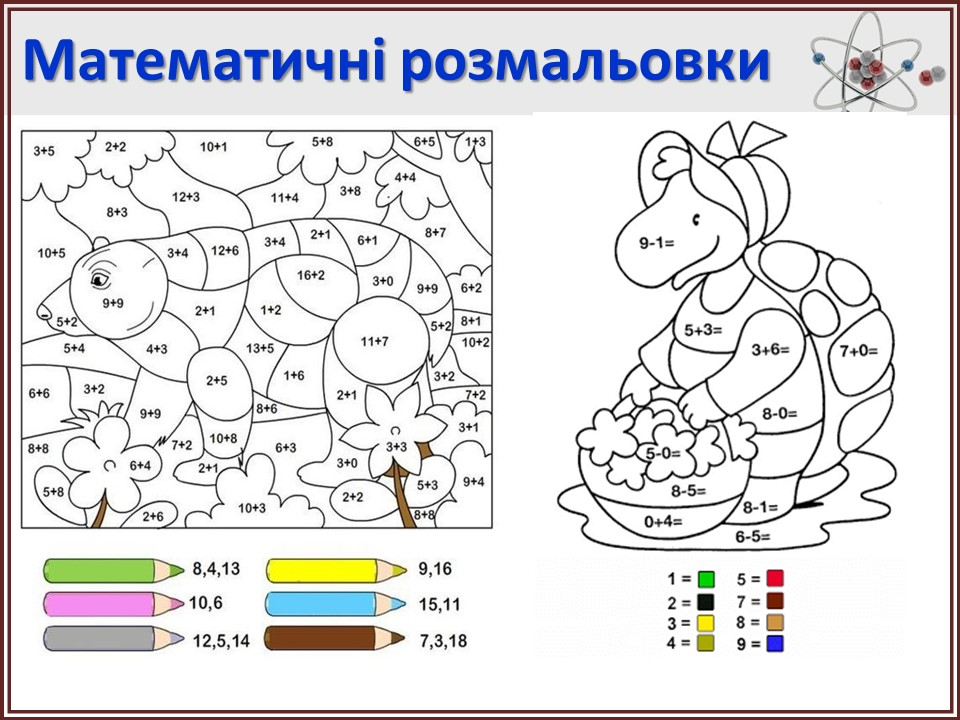 Математичні розмальовки
3+5 2+2 10+1 5+8 6+5 1+3
4+4
12+3 11+4 3+8
8+3
8+7
10+5 3+4 12+6 3+4 2+1 6+1
16+2 3+0 9+9 6+2
9+9
5+2 2+1 1+2 5+2 8+1
11+7 10+2
5+4 4+3 13+5
2+5 1+6 3+2
6+6 3+2 2+1 7+2
9+9 8+6
3+1
8+8 7+2 10+8 6+3 3+3
6+4 2+1 3+0
5+8 2+2 5+3 9+4
2+6 10+3 8+8
8,4,13 9,16
10,6 15,11
12,5,14 7,3,18
9-1=
5+3=
3+6= 7+0=
8-0=
5-0=
8-5=
0+4= 8-1=
6-5=
1 = 5 =
2 = 7 =
3 = 8 =
4 = 9 =